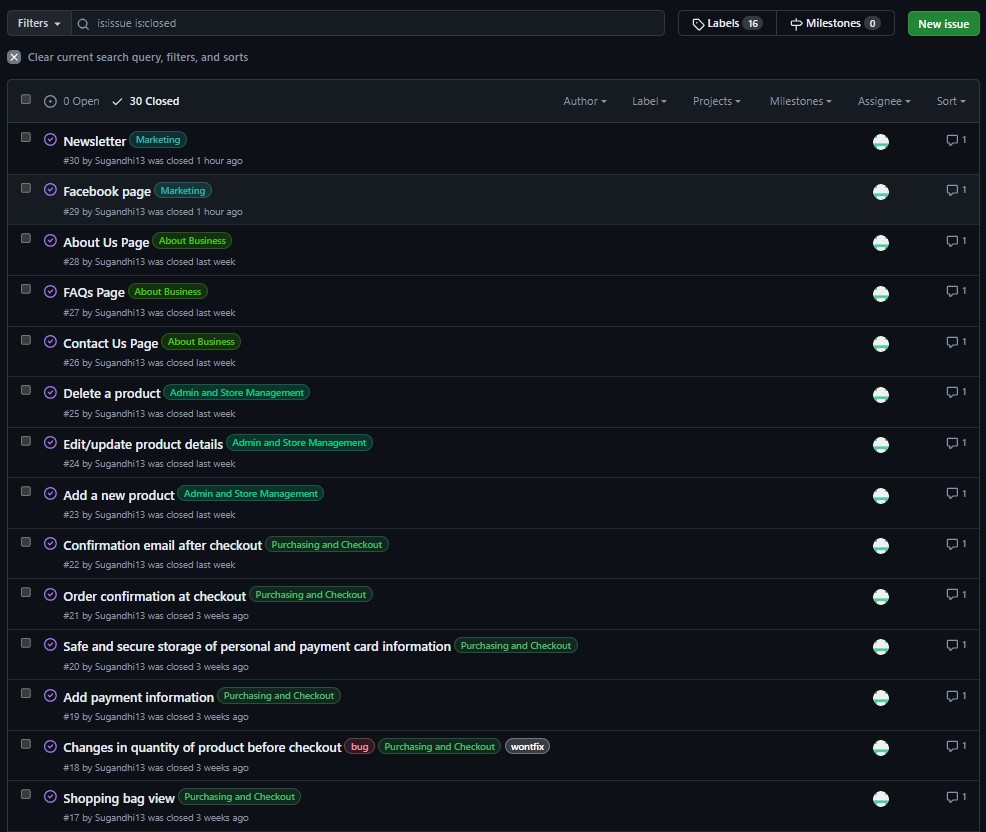 Filters is:issue is:closed Labels 16 Milestones 0 New issue
Clear current search query, filters, and sorts
0 Open 30 Closed Author Label Projects Milestones Assignee Sort
Newsletter Marketing 1
#30 by Sugandhi13 was closed 1 hour ago
Facebook page Marketing 1
#29 by Sugandhi13 was closed 1 hour ago
About Us Page About Business 1
#28 by Sugandhi13 was closed last week
FAQs Page About Business 1
#27 by Sugandhi13 was closed last week
Contact Us Page About Business 1
#26 by Sugandhi13 was closed last week
Delete a product Admin and Store Management 1
#25 by Sugandhi13 was closed last week
Edit/update product details Admin and Store Management 1
#24 by Sugandhi13 was closed last week
Add a new product Admin and Store Management 1
#23 by Sugandhi13 was closed last week
Confirmation email after checkout Purchasing and Checkout 1
#22 by Sugandhi13 was closed last week
Order confirmation at checkout Purchasing and Checkout 1
#21 by Sugandhi13 was closed 3 weeks ago
Safe and secure storage of personal and payment card information Purchasing and Checkout 1
#20 by Sugandhi13 was closed 3 weeks ago
Add payment information Purchasing and Checkout 1
#19 by Sugandhi13 was closed 3 weeks ago
Changes in quantity of product before checkout bug Purchasing and Checkout wontfix 1
#18 by Sugandhi13 was closed 3 weeks ago
Shopping bag view Purchasing and Checkout 1
#17 by Sugandhi13 was closed 3 weeks ago